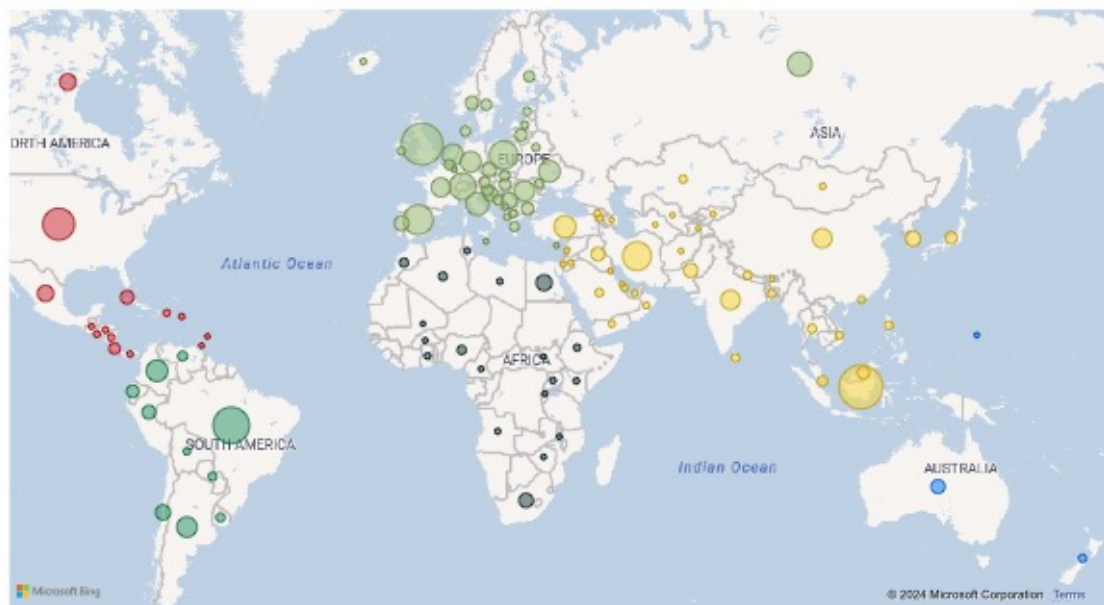 ASIA
ORTH AMERICA
EUROPE
Atlantic Ocean
AFRICA
SOUTH AMERICA
Indian Ocean
AUSTRALIA
Microsoft Bing
© 2024 Microsoft Corporation Terms